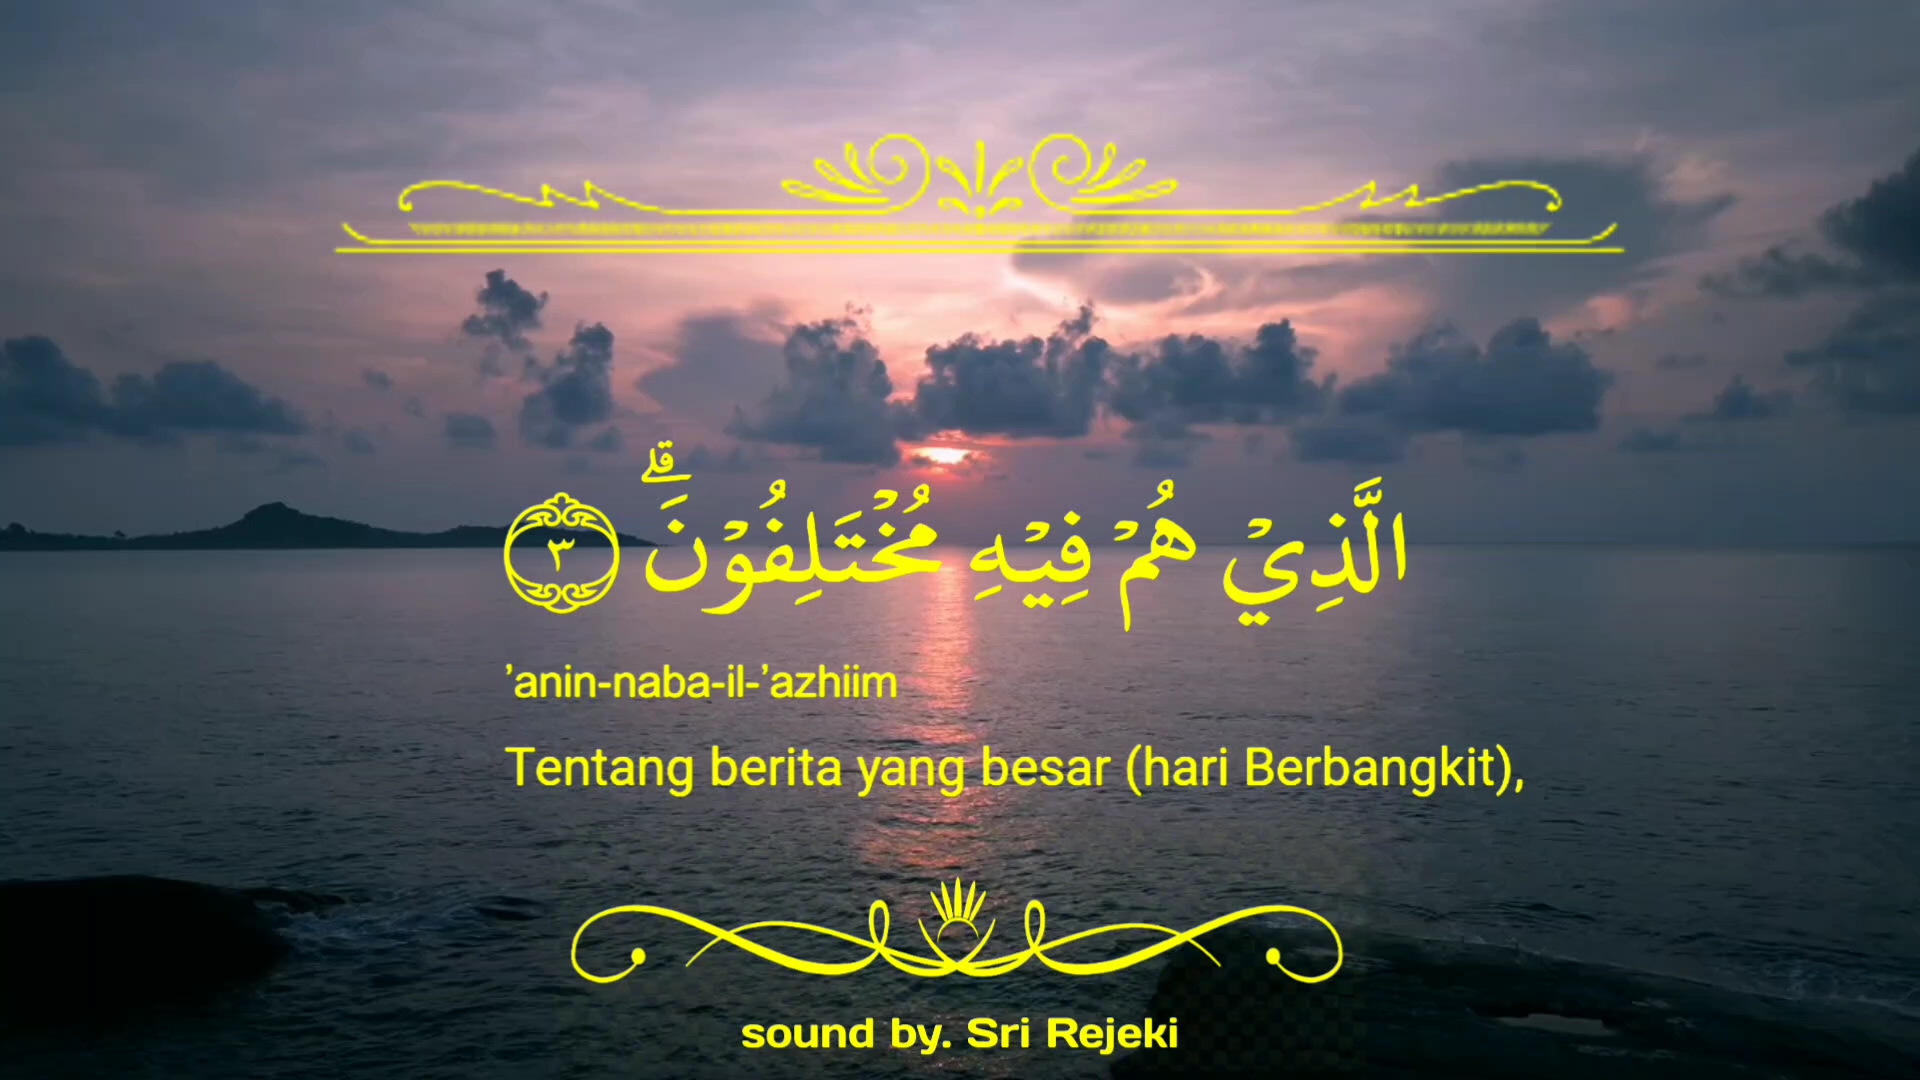 الَّذِيْ هُمْ فِيْهِ مُخْتَلِفُوْنَۗ ٣
’anin-naba-il-’azhiim
Tentang berita yang besar (hari Berbangkit),
sound by. Sri Rejeki